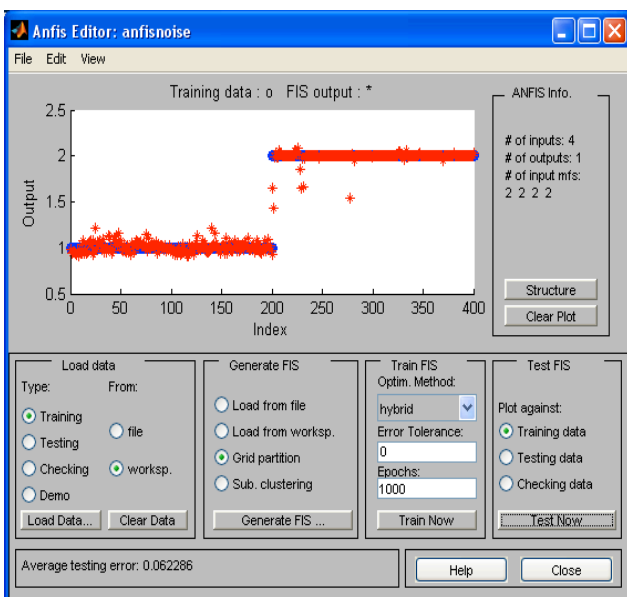 Anfis Editor: anfisnoise
File Edit View
Training data : o FIS output : *
2.5
2
1.5
1
0.5
Output
0 50 100 150 200 250 300 350 400
Index
ANFIS Info.
# of inputs: 4
# of outputs: 1
# of input mfs:
2 2 2 2
Structure
Clear Plot
Load data
Type: From:
Training
Testing
Checking
Demo
file
worksp.
Load Data... Clear Data
Generate FIS
Load from file
Load from worksp.
Grid partition
Sub. clustering
Generate FIS ...
Train FIS
Optim. Method:
hybrid
Error Tolerance:
0
Epochs:
1000
Train Now
Test FIS
Plot against:
Training data
Testing data
Checking data
Test Now
Average testing error: 0.062286
Help Close